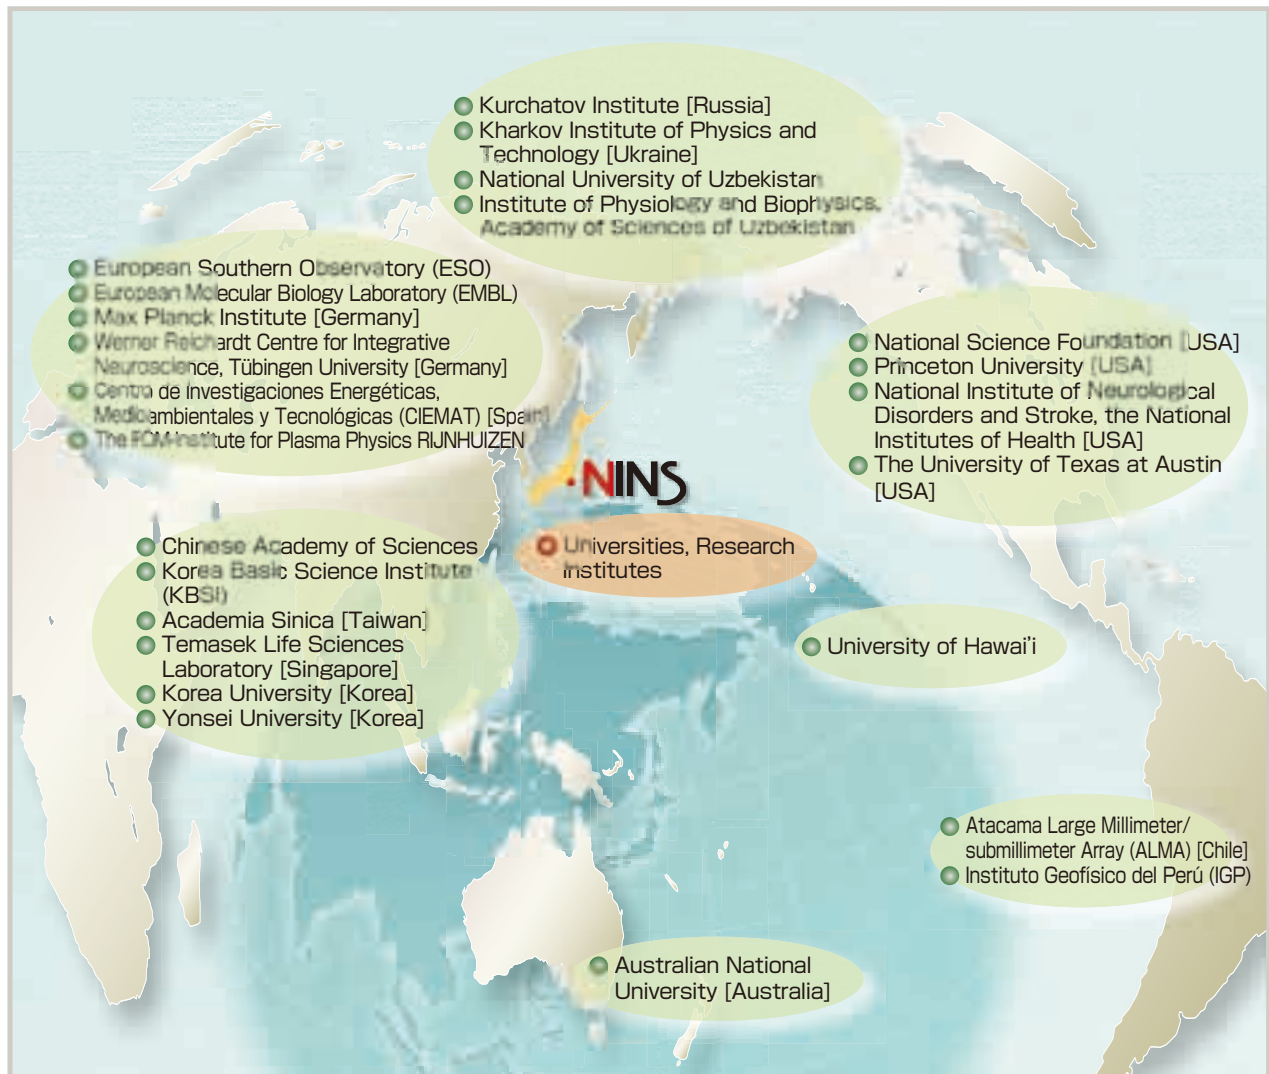 Kurchatov Institute [Russia]
Kharkov Institute of Physics and
Technology [Ukraine]
National University of Uzbekistan
Institute of Physiology and Biophysics,
Academy of Sciences of Uzbekistan
European Southern Observatory (ESO)
European Molecular Biology Laboratory (EMBL)
Max Planck Institute [Germany]
Werner Reichardt Centre for Integrative
Neuroscience, Tübingen University [Germany]
Centro de Investigaciones Energéticas,
Medioambientales y Tecnológicas (CIEMAT) [Spain]
The FOM-Institute for Plasma Physics RIJNHUIZEN
National Science Foundation [USA]
Princeton University [USA]
National Institute of Neurological
Disorders and Stroke, the National
Institutes of Health [USA]
The University of Texas at Austin
[USA]
NINS
Universities, Research
Institutes
Chinese Academy of Sciences
Korea Basic Science Institute
(KBSI)
Academia Sinica [Taiwan]
Temasek Life Sciences
Laboratory [Singapore]
Korea University [Korea]
Yonsei University [Korea]
University of Hawai'i
Atacama Large Millimeter/
submillimeter Array (ALMA) [Chile]
Instituto Geofísico del Perú (IGP)
Australian National
University [Australia]